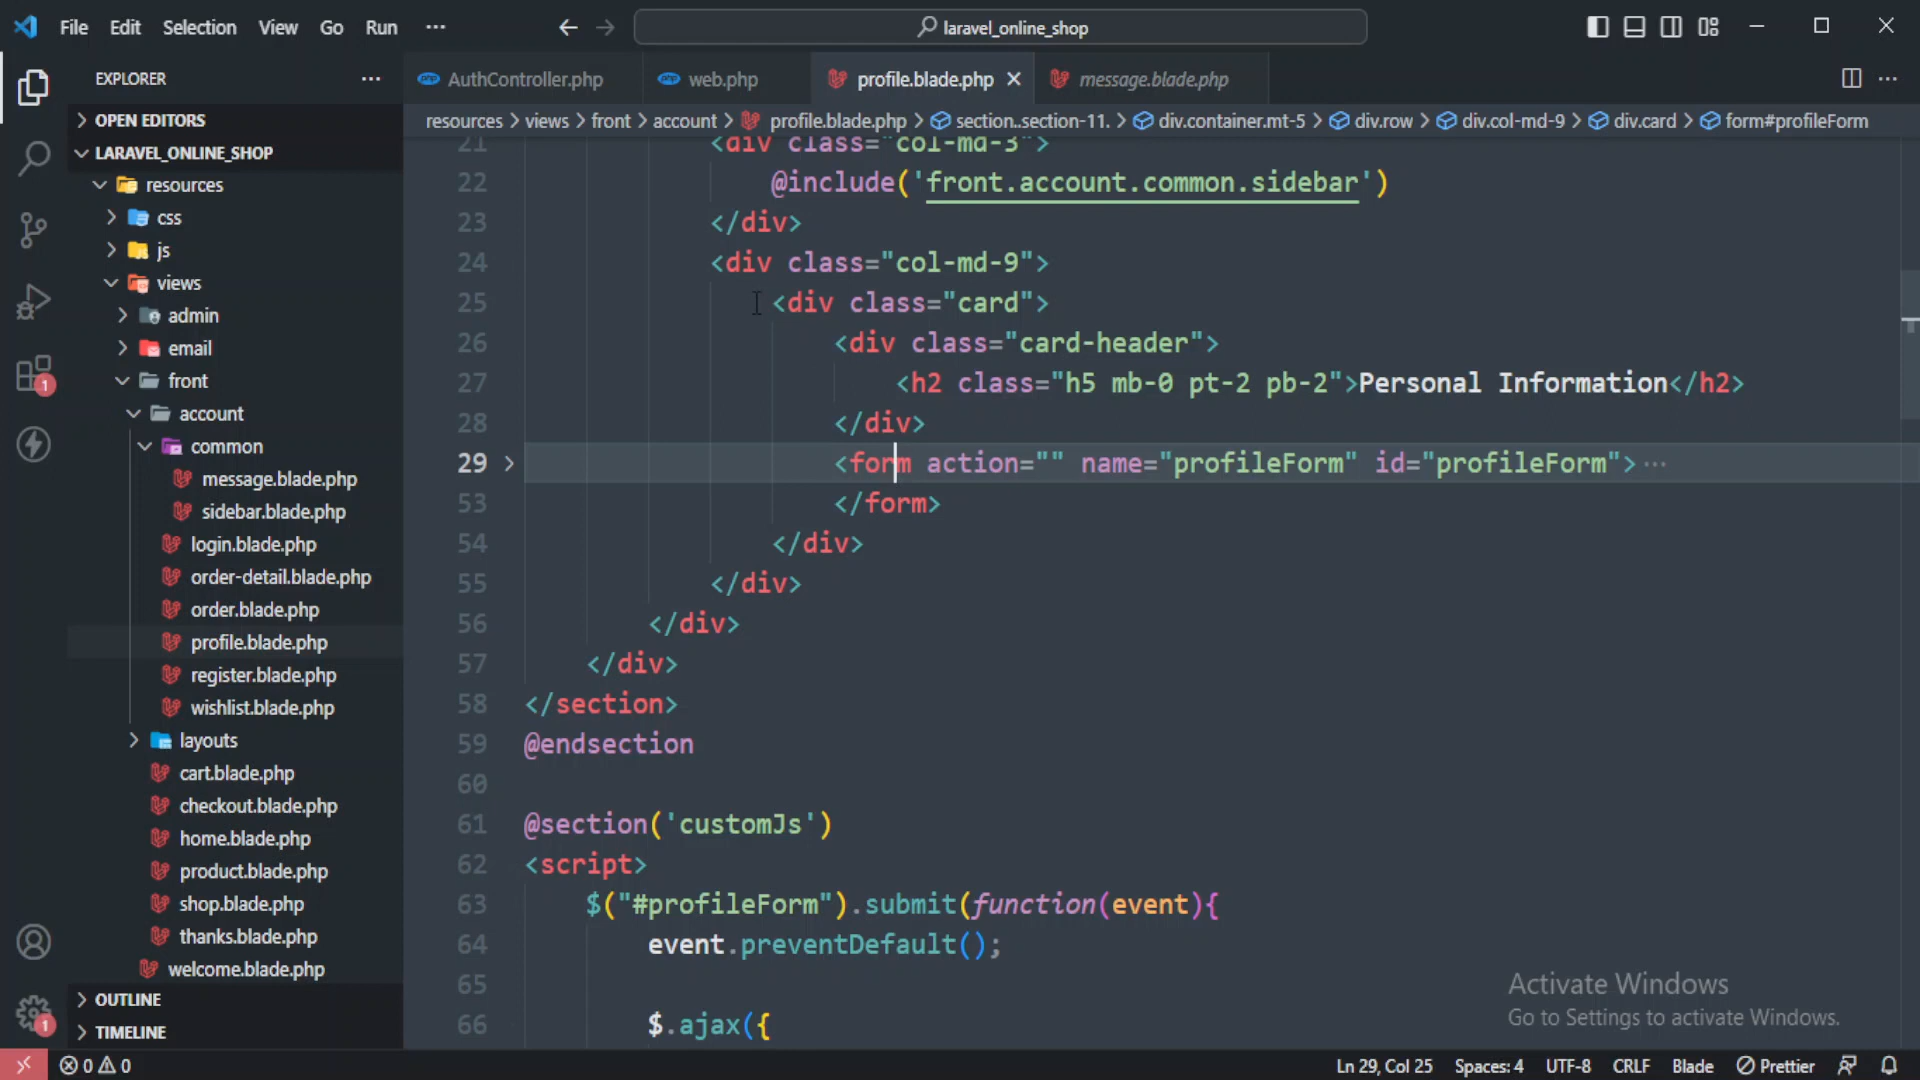 File Edit Selection View Go Run ··· laravel_online_shop
EXPLORER ···
OPEN EDITORS
LARAVEL_ONLINE_SHOP
resources
css
js
views
admin
email
front
account
common
message.blade.php
sidebar.blade.php
login.blade.php
order-detail.blade.php
order.blade.php
profile.blade.php
register.blade.php
wishlist.blade.php
layouts
cart.blade.php
checkout.blade.php
home.blade.php
product.blade.php
shop.blade.php
thanks.blade.php
welcome.blade.php
OUTLINE
TIMELINE
1
1
php AuthController.php php web.php profile.blade.php message.blade.php ···
resources > views > front > account > profile.blade.php > section..section-11. > div.container.mt-5 > div.row > div.col-md-9 > div.card > form#profileForm
21 <div class="col-md-3">
22 @include('front.account.common.sidebar')
23 </div>
24 <div class="col-md-9">
25 <div class="card">
26 <div class="card-header">
27 <h2 class="h5 mb-0 pt-2 pb-2">Personal Information</h2>
28 </div>
29 <form action="" name="profileForm" id="profileForm"> ···
53 </form>
54 </div>
55 </div>
56 </div>
57 </div>
58 </section>
59 @endsection
60
61 @section('customJs')
62 <script>
63 $("#profileForm").submit(function(event){
64 event.preventDefault();
65
66 $.ajax({
Activate Windows
Go to Settings to activate Windows.
0 0 Ln 29, Col 25 Spaces: 4 UTF-8 CRLF Blade Prettier